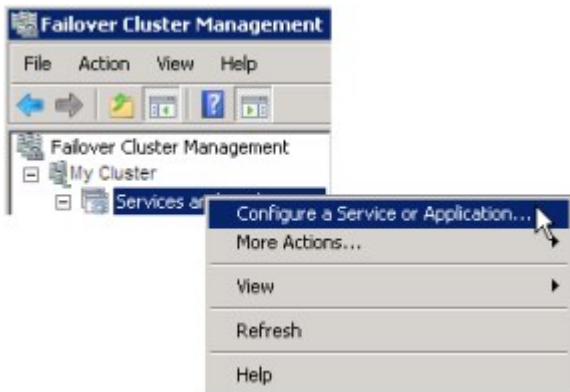 Failover Cluster Management
File Action View Help
Failover Cluster Management
My Cluster
Services an
Configure a Service or Application...
More Actions...
View
Refresh
Help